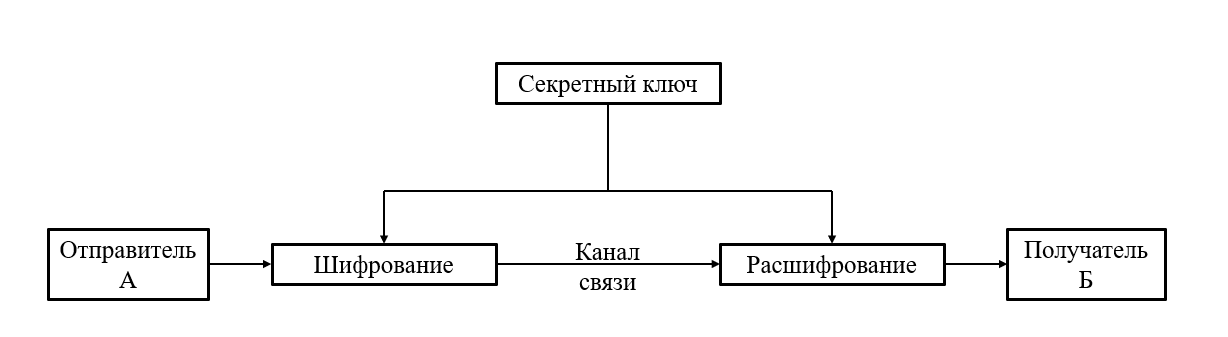 Секретный ключ
Отправитель
А
Шифрование
Канал
связи
Расшифрование
Получатель
Б